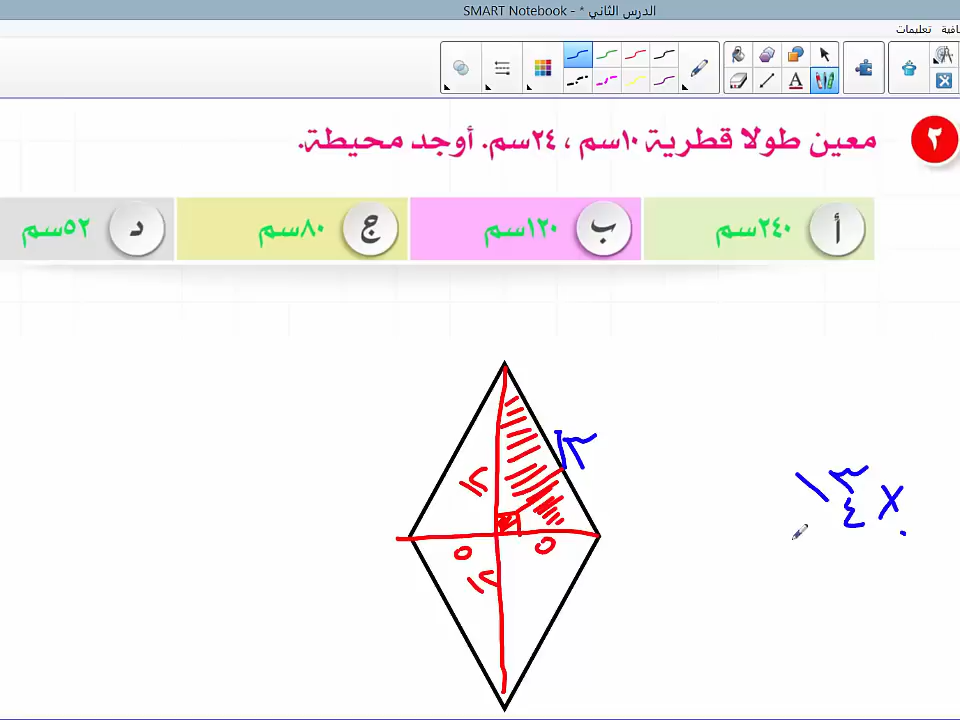 SMART Notebook - * الدرس الثاني
تعليمات
٢ معين طولا قطرية ١٠سم ، ٢٤سم. أوجد محيطة.
أ ٢٤٠سم ب ١٢٠سم ج ٨٠سم د ٥٢سم
١٣
١٢
٥ ٥
١٢
١٣
٤ ×